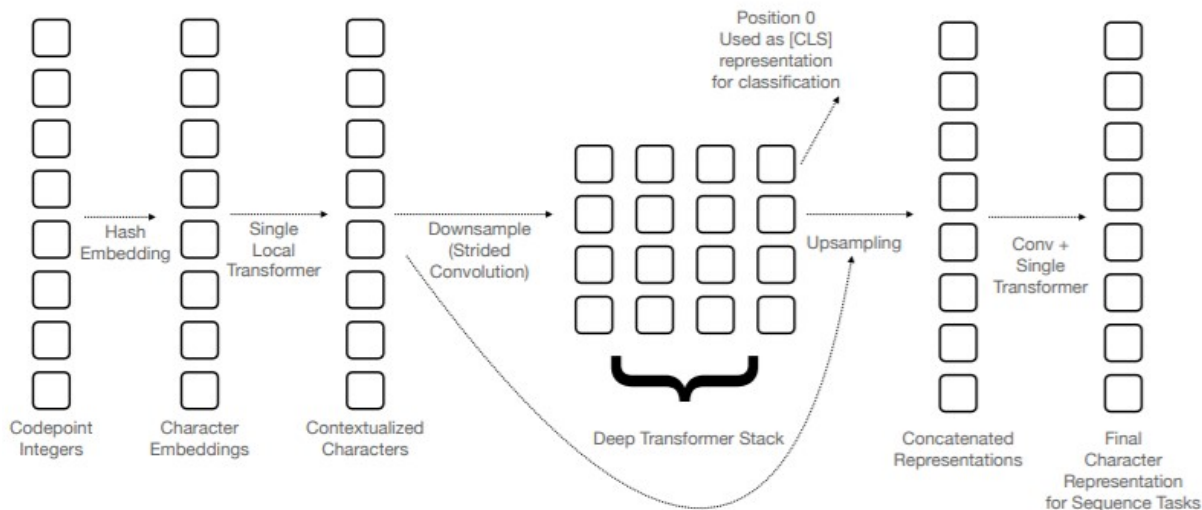 Position 0
Used as [CLS]
representation
for classification
Hash
Embedding
Single
Local
Transformer
Downsample
(Strided
Convolution)
Upsampling
Conv +
Single
Transformer
Codepoint
Integers
Character
Embeddings
Contextualized
Characters
Deep Transformer Stack
Concatenated
Representations
Final
Character
Representation
for Sequence Tasks